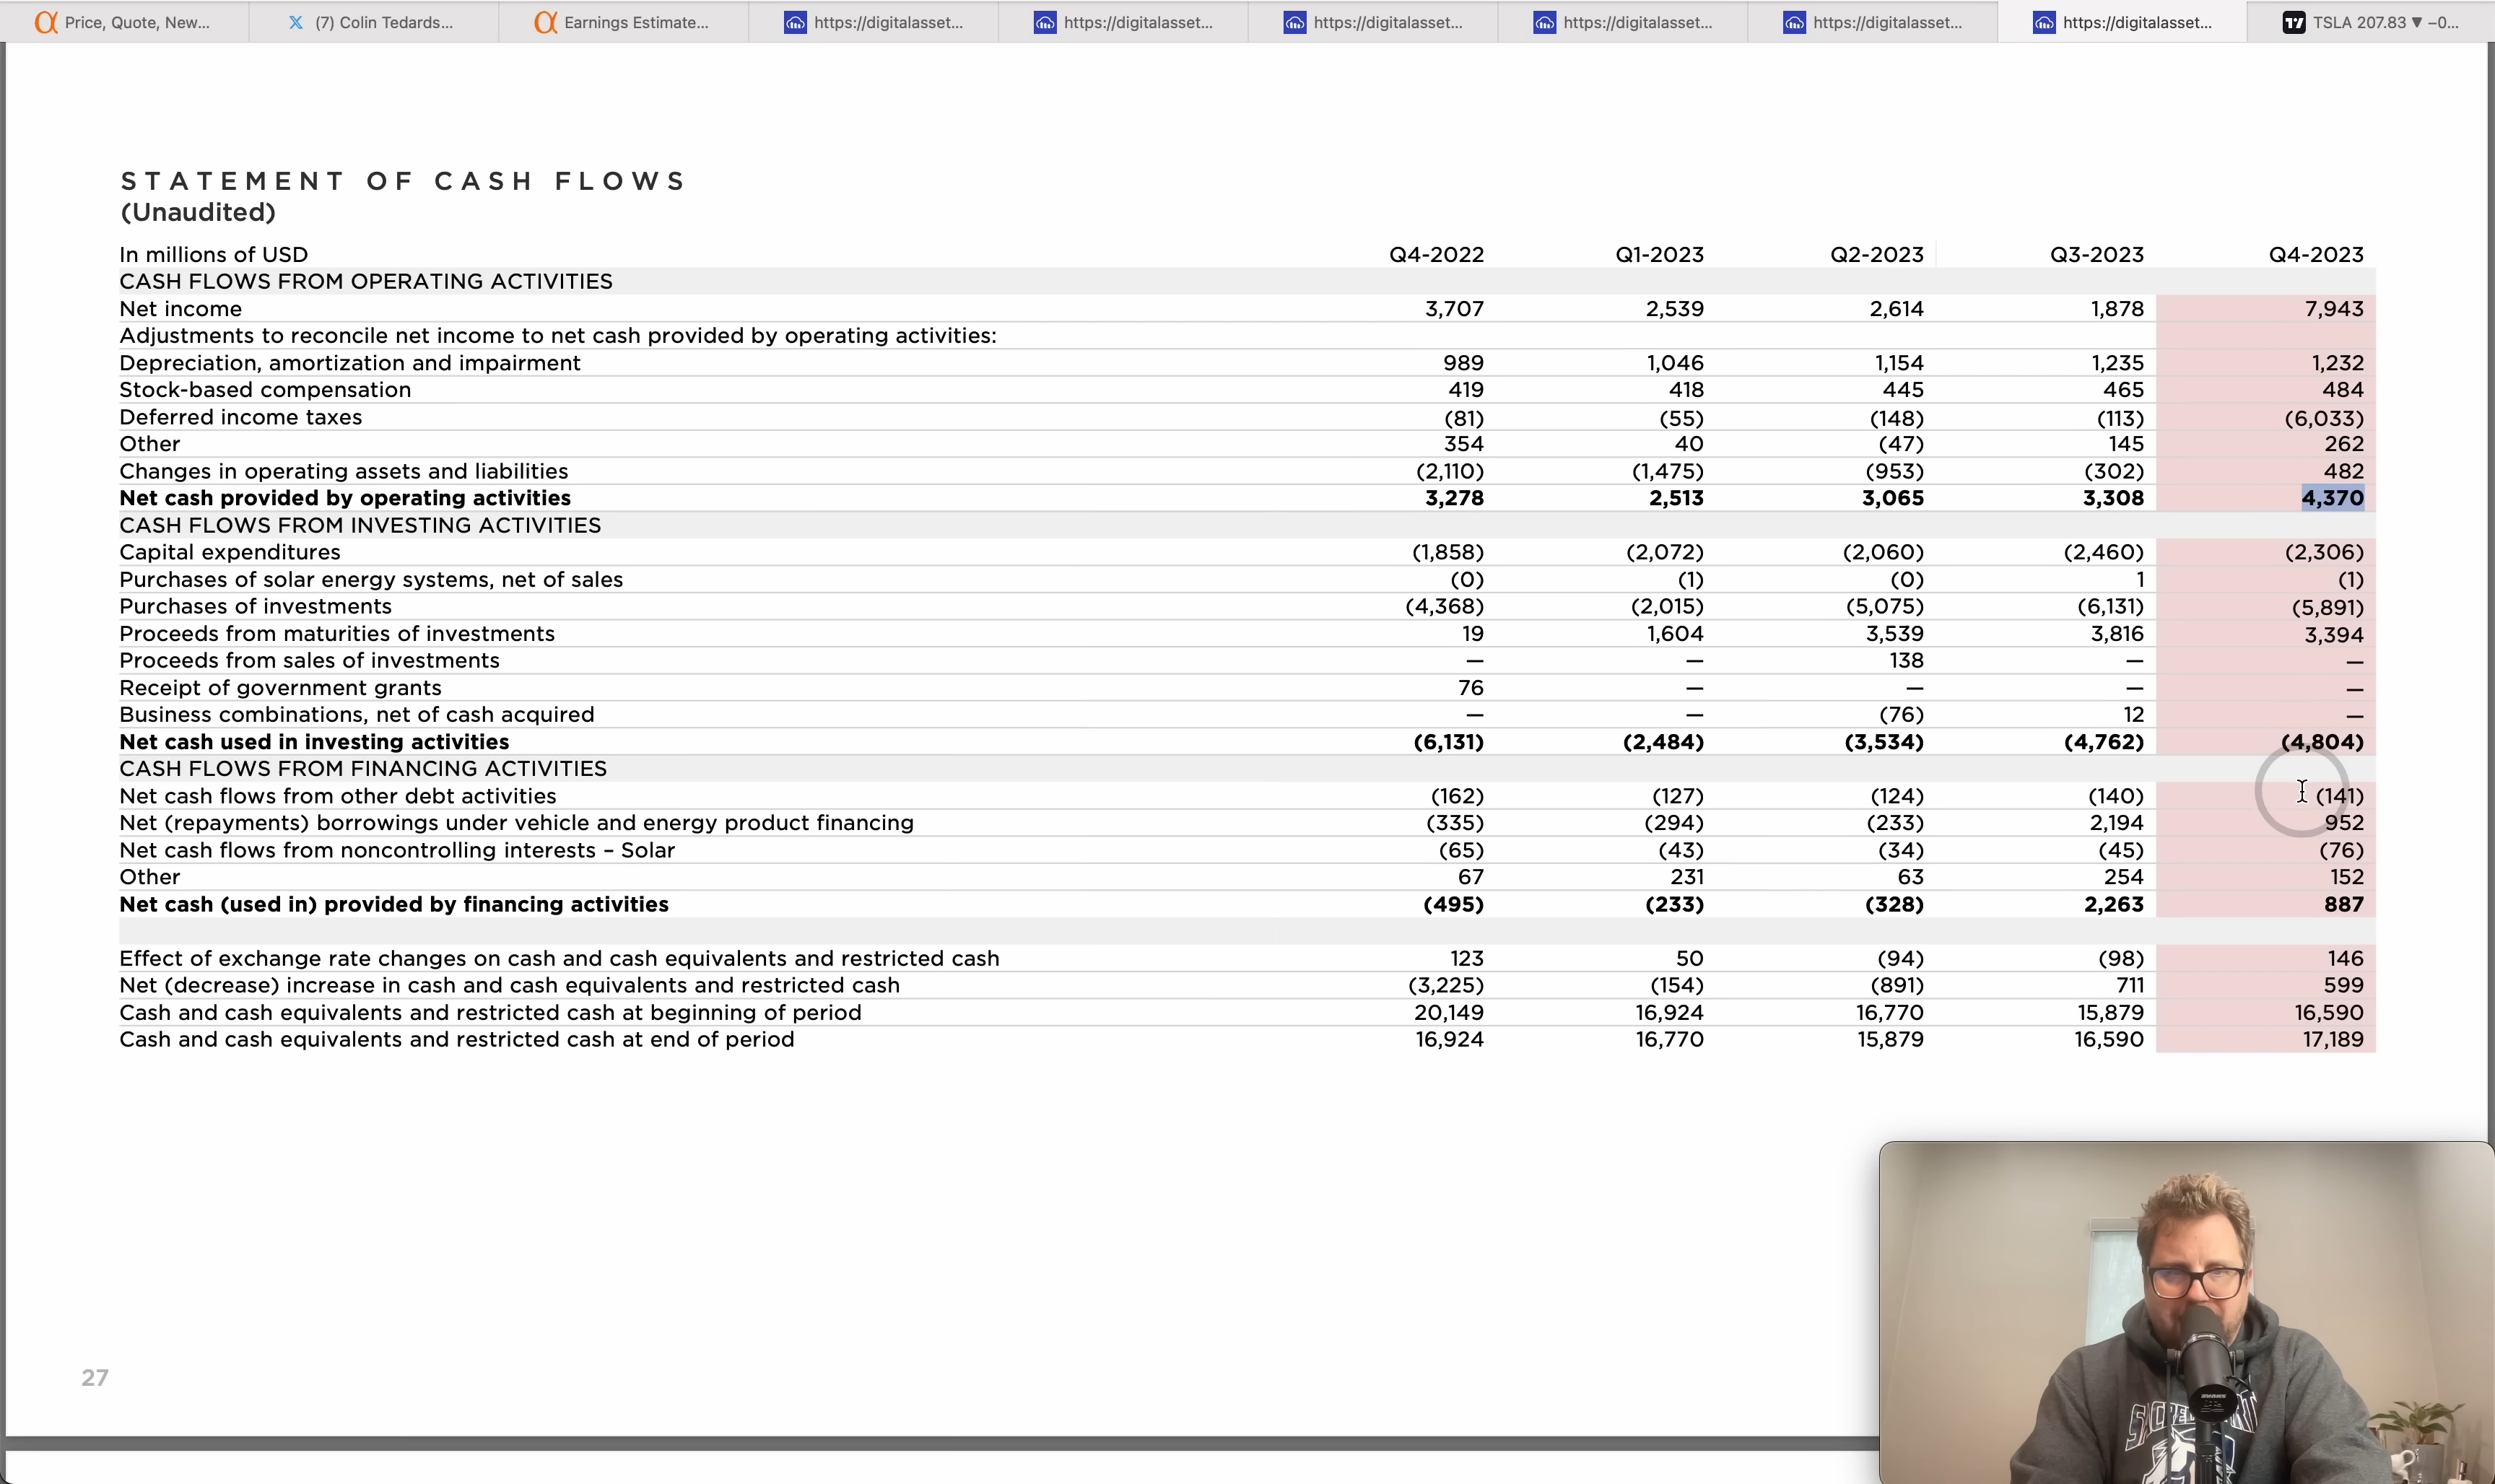 Price, Quote, New... (7) Colin Tedards... Earnings Estimate... https://digitalasset... https://digitalasset... https://digitalasset... https://digitalasset... https://digitalasset... https://digitalasset... TSLA 207.83 ▼ −0...
STATEMENT OF CASH FLOWS
(Unaudited)
In millions of USD Q4-2022 Q1-2023 Q2-2023 Q3-2023 Q4-2023
CASH FLOWS FROM OPERATING ACTIVITIES
Net income 3,707 2,539 2,614 1,878 7,943
Adjustments to reconcile net income to net cash provided by operating activities:
Depreciation, amortization and impairment 989 1,046 1,154 1,235 1,232
Stock-based compensation 419 418 445 465 484
Deferred income taxes (81) (55) (148) (113) (6,033)
Other 354 40 (47) 145 262
Changes in operating assets and liabilities (2,110) (1,475) (953) (302) 482
Net cash provided by operating activities 3,278 2,513 3,065 3,308 4,370
CASH FLOWS FROM INVESTING ACTIVITIES
Capital expenditures (1,858) (2,072) (2,060) (2,460) (2,306)
Purchases of solar energy systems, net of sales (0) (1) (0) 1 (1)
Purchases of investments (4,368) (2,015) (5,075) (6,131) (5,891)
Proceeds from maturities of investments 19 1,604 3,539 3,816 3,394
Proceeds from sales of investments — — 138 — —
Receipt of government grants 76 — — — —
Business combinations, net of cash acquired — — (76) 12 —
Net cash used in investing activities (6,131) (2,484) (3,534) (4,762) (4,804)
CASH FLOWS FROM FINANCING ACTIVITIES
Net cash flows from other debt activities (162) (127) (124) (140) (141)
Net (repayments) borrowings under vehicle and energy product financing (335) (294) (233) 2,194 952
Net cash flows from noncontrolling interests – Solar (65) (43) (34) (45) (76)
Other 67 231 63 254 152
Net cash (used in) provided by financing activities (495) (233) (328) 2,263 887
Effect of exchange rate changes on cash and cash equivalents and restricted cash 123 50 (94) (98) 146
Net (decrease) increase in cash and cash equivalents and restricted cash (3,225) (154) (891) 711 599
Cash and cash equivalents and restricted cash at beginning of period 20,149 16,924 16,770 15,879 16,590
Cash and cash equivalents and restricted cash at end of period 16,924 16,770 15,879 16,590 17,189
27